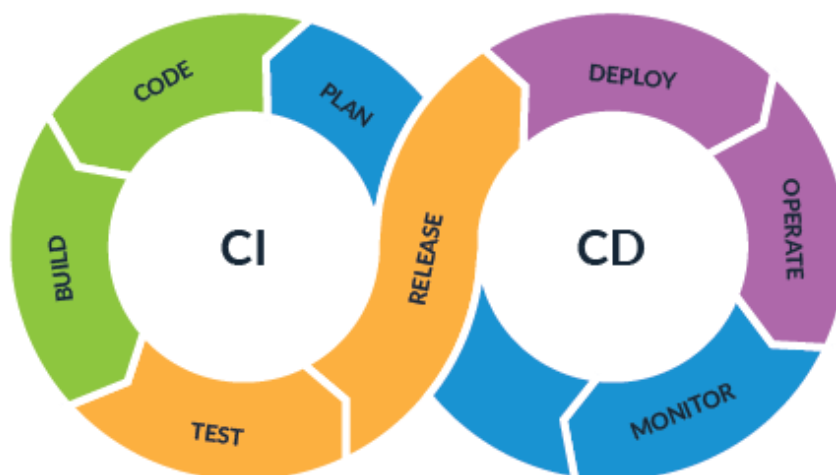 CODE
PLAN
BUILD
CI
TEST
RELEASE
DEPLOY
OPERATE
CD
MONITOR